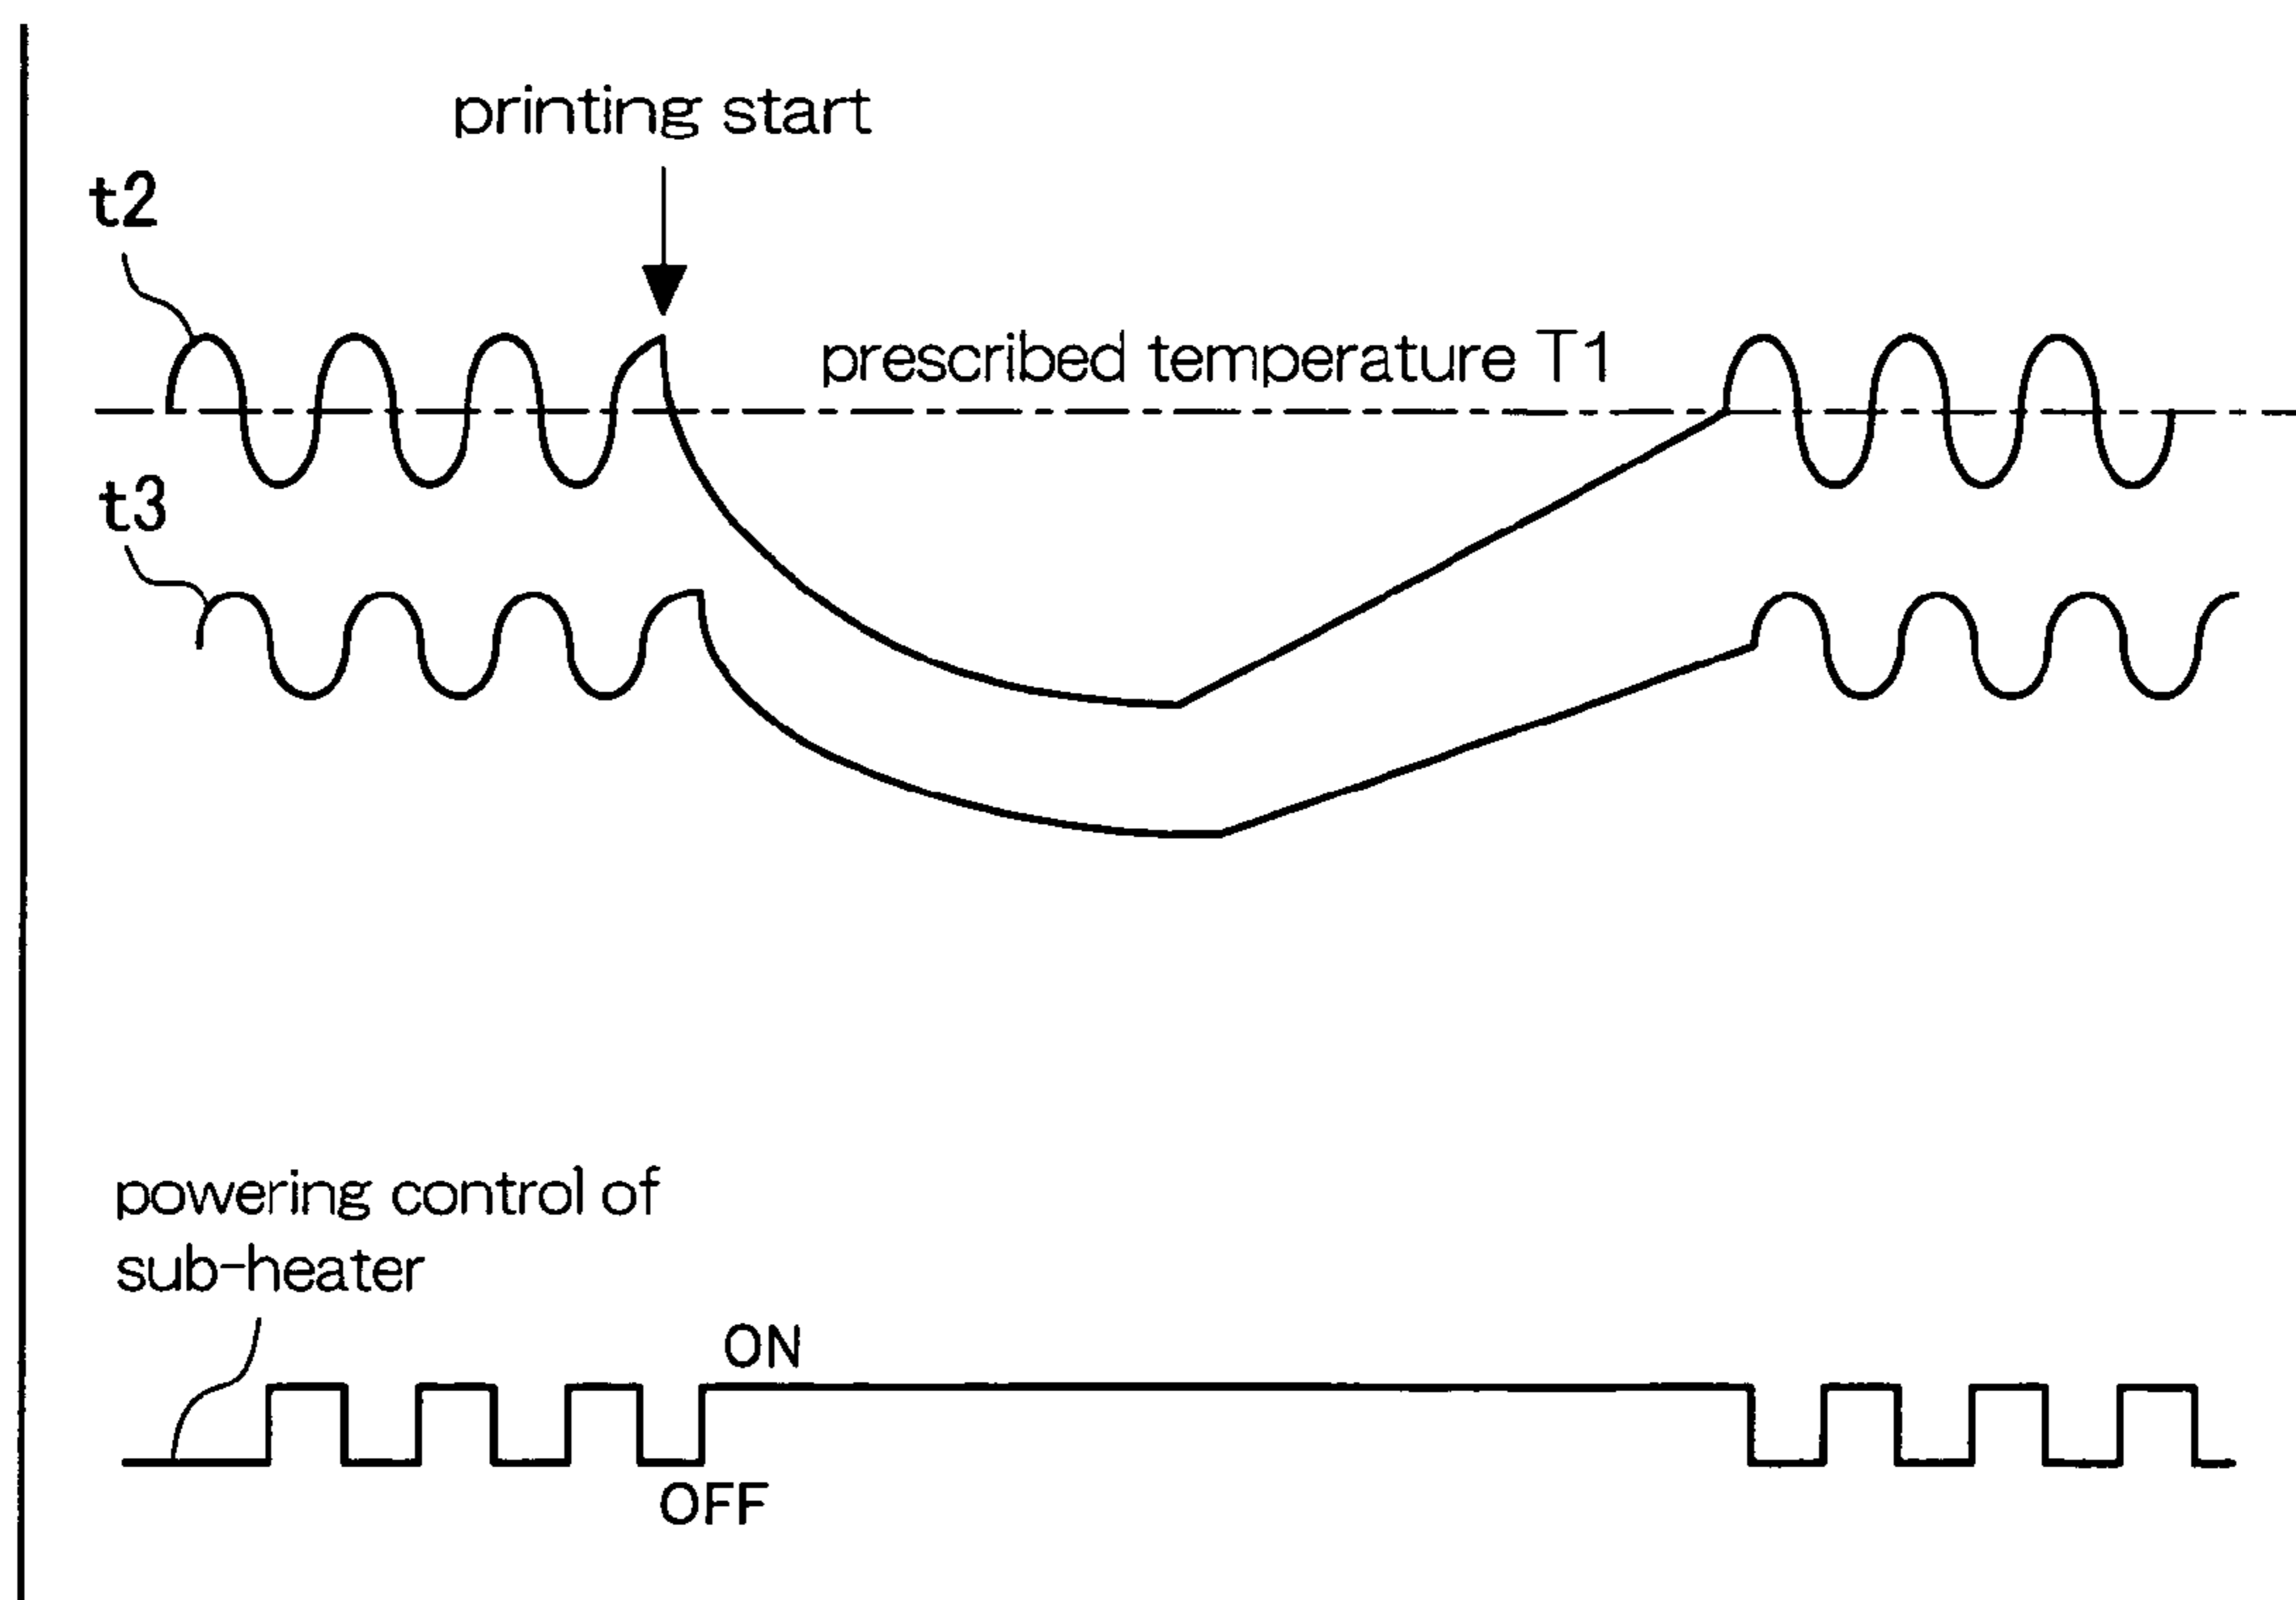 printing start
t2
prescribed temperature T1
t3
powering control of
sub-heater
ON
OFF